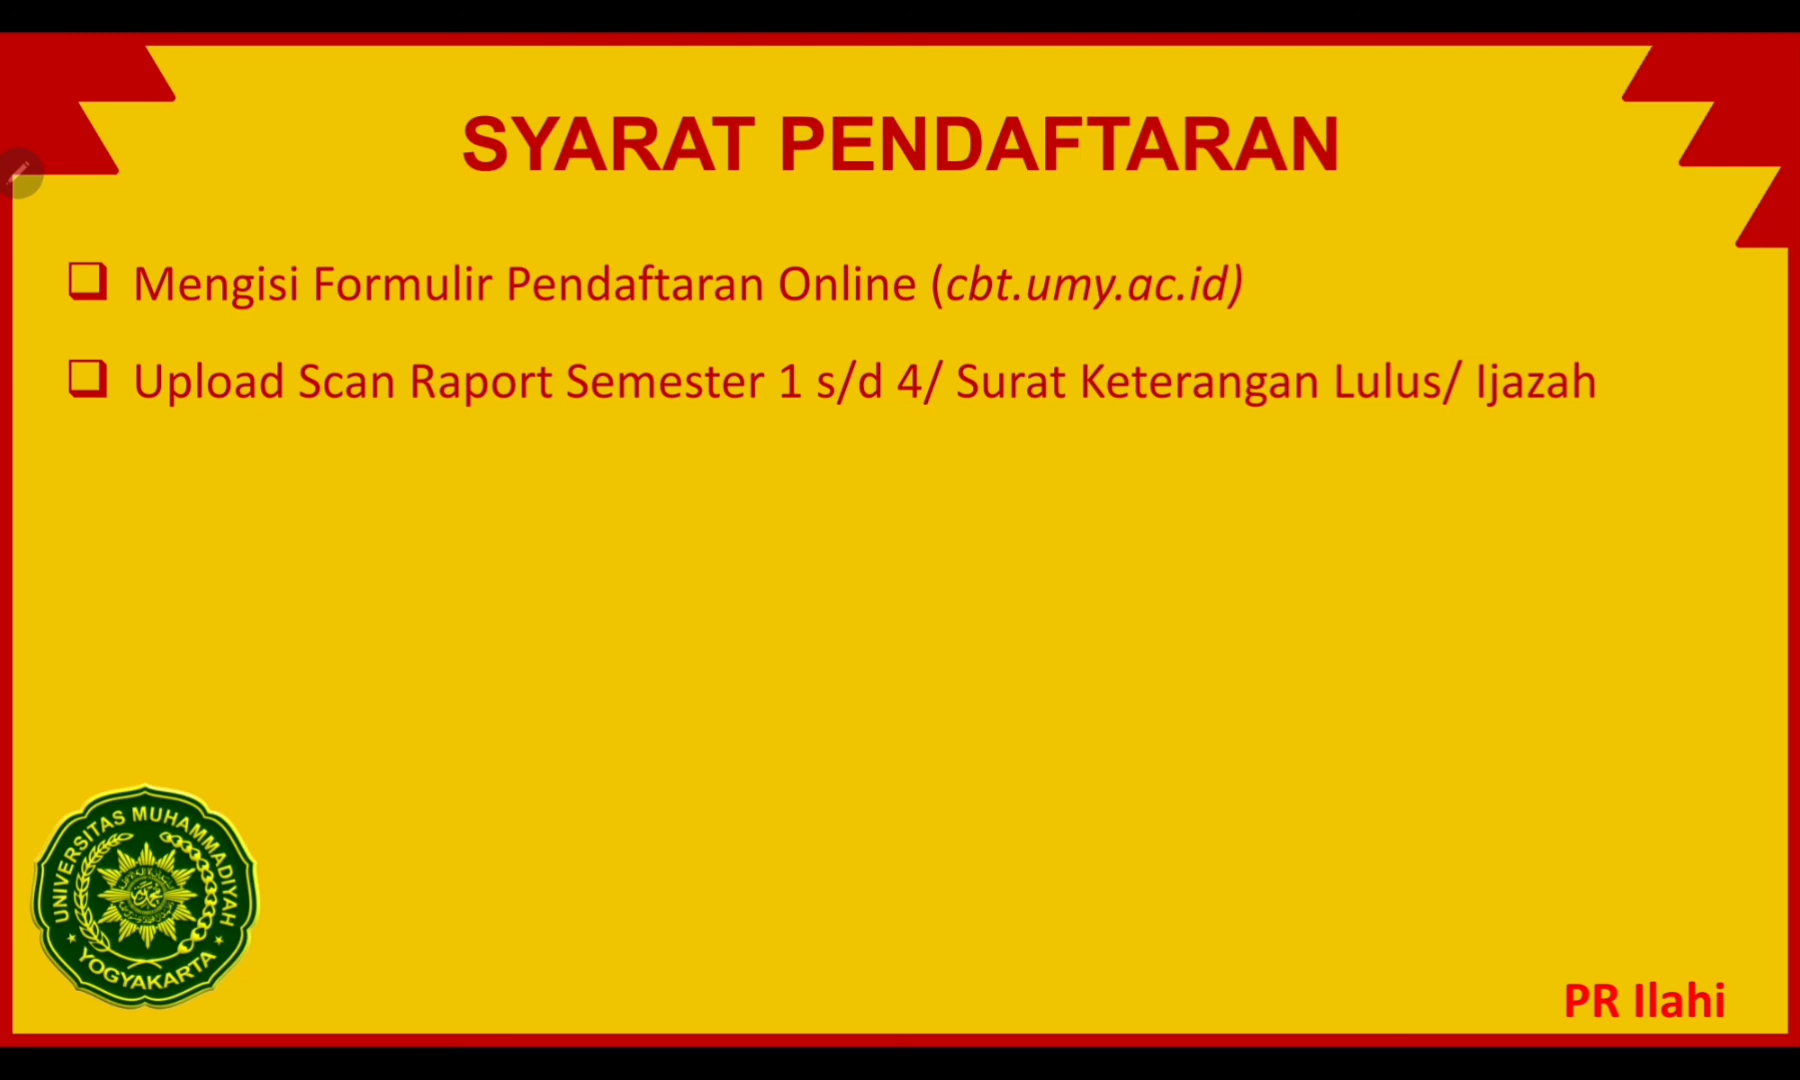 SYARAT PENDAFTARAN
Mengisi Formulir Pendaftaran Online (cbt.umy.ac.id)
Upload Scan Raport Semester 1 s/d 4/ Surat Keterangan Lulus/ Ijazah
UNIVERSITAS MUHAMMADIYAH
YOGYAKARTA
PR Ilahi